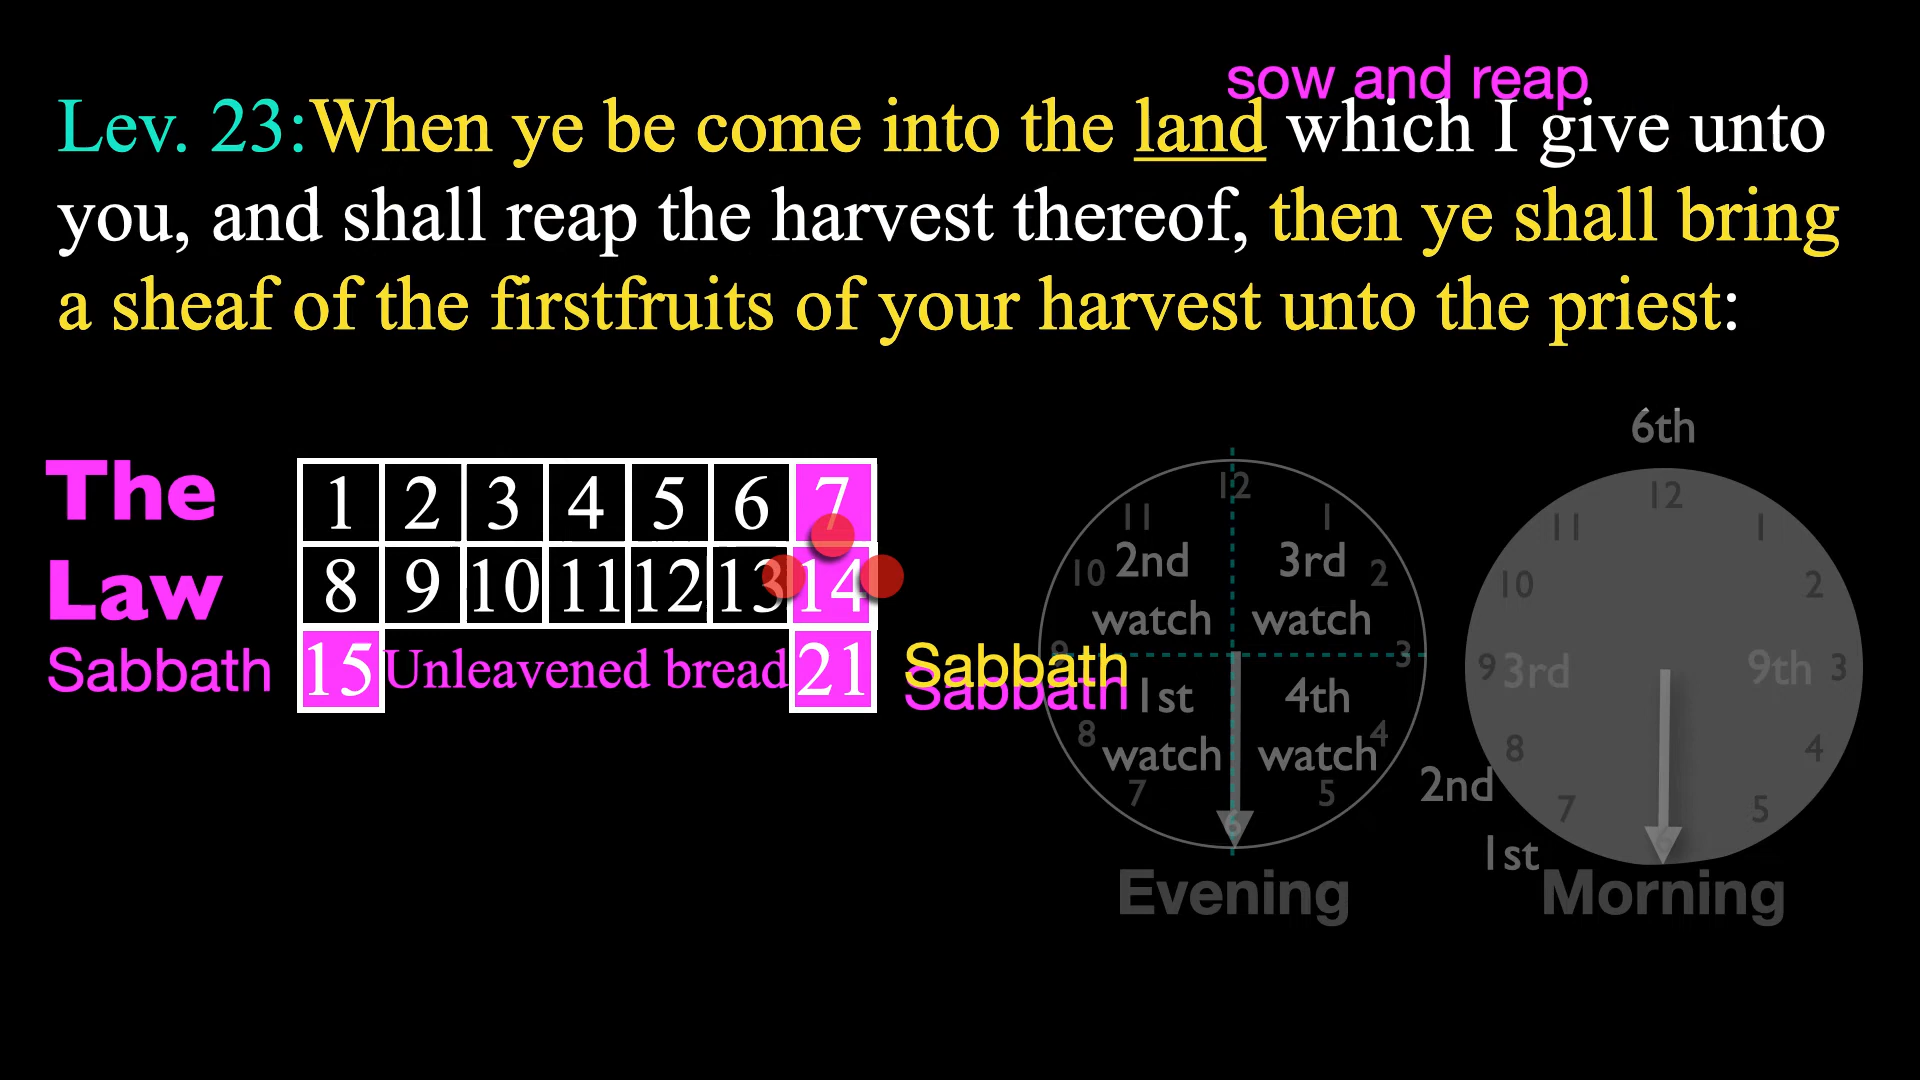 sow and reap
Lev. 23:When ye be come into the land which I give unto
you, and shall reap the harvest thereof, then ye shall bring
a sheaf of the firstfruits of your harvest unto the priest:
The
Law
1 2 3 4 5 6 7
8 9 10 11 12 13 14
Sabbath 15 Unleavened bread 21 Sabbath
Sabbath
12
11 1
10 2nd 3rd 2
watch watch
9 3
1st 4th
8 watch watch 4
7 5
6
Evening
6th
12
11 1
10 2
9 3rd 9th 3
8 4
2nd
7 5
6
1st
Morning